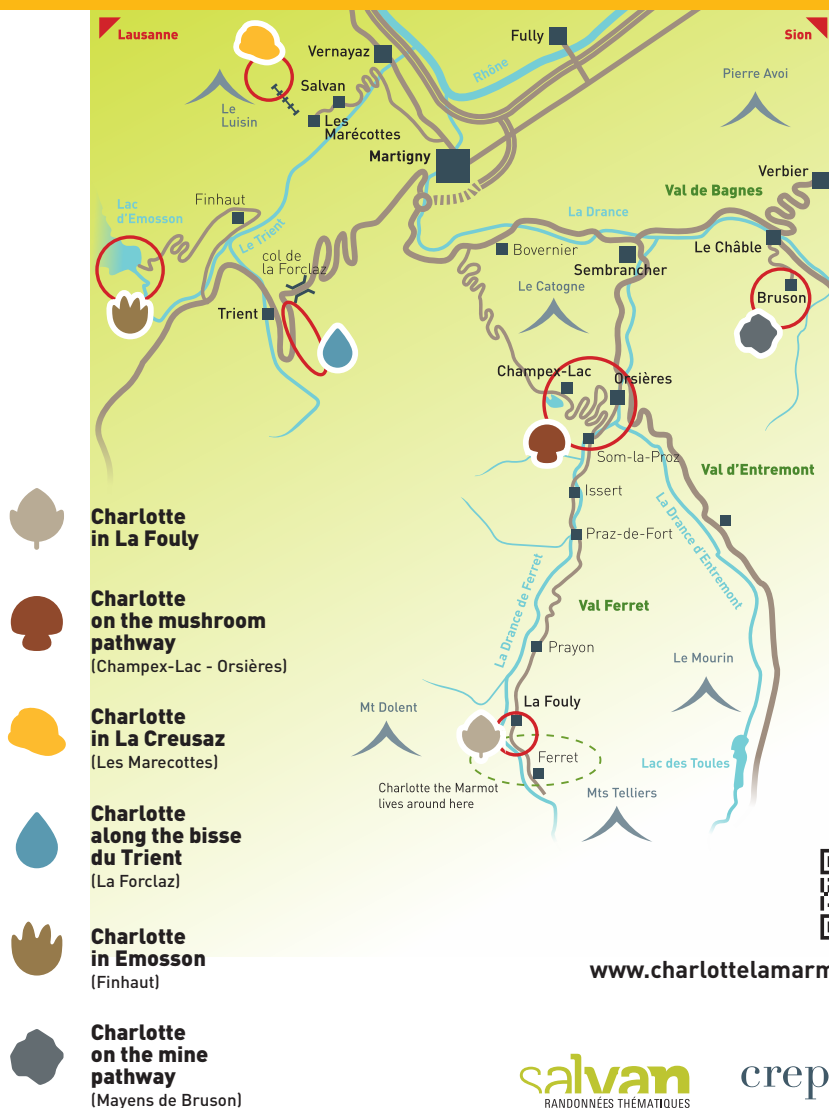 Lausanne
Sion
Fully
Vernayaz
Rhône
Pierre Avoi
Salvan
Le
Luisin
Les
Marécottes
Martigny
Verbier
Val de Bagnes
Lac
d'Emosson
Finhaut
Le Trient
La Drance
Le Châble
Bovernier
Sembrancher
col de
la Forclaz
Le Catogne
Bruson
Trient
Champex-Lac
Orsières
Som-la-Proz
Val d'Entremont
Issert
Praz-de-Fort
La Drance d'Entremont
La Drance de Ferret
Val Ferret
Prayon
Le Mourin
La Fouly
Mt Dolent
Ferret
Lac des Toules
Charlotte the Marmot
lives around here
Mts Telliers
Charlotte
in La Fouly
Charlotte
on the mushroom
pathway
(Champex-Lac - Orsières)
Charlotte
in La Creusaz
(Les Marecottes)
Charlotte
along the bisse
du Trient
(La Forclaz)
Charlotte
in Emosson
(Finhaut)
Charlotte
on the mine
pathway
(Mayens de Bruson)
www.charlottelamarm
salvan
RANDONNÉES THÉMATIQUES
crep